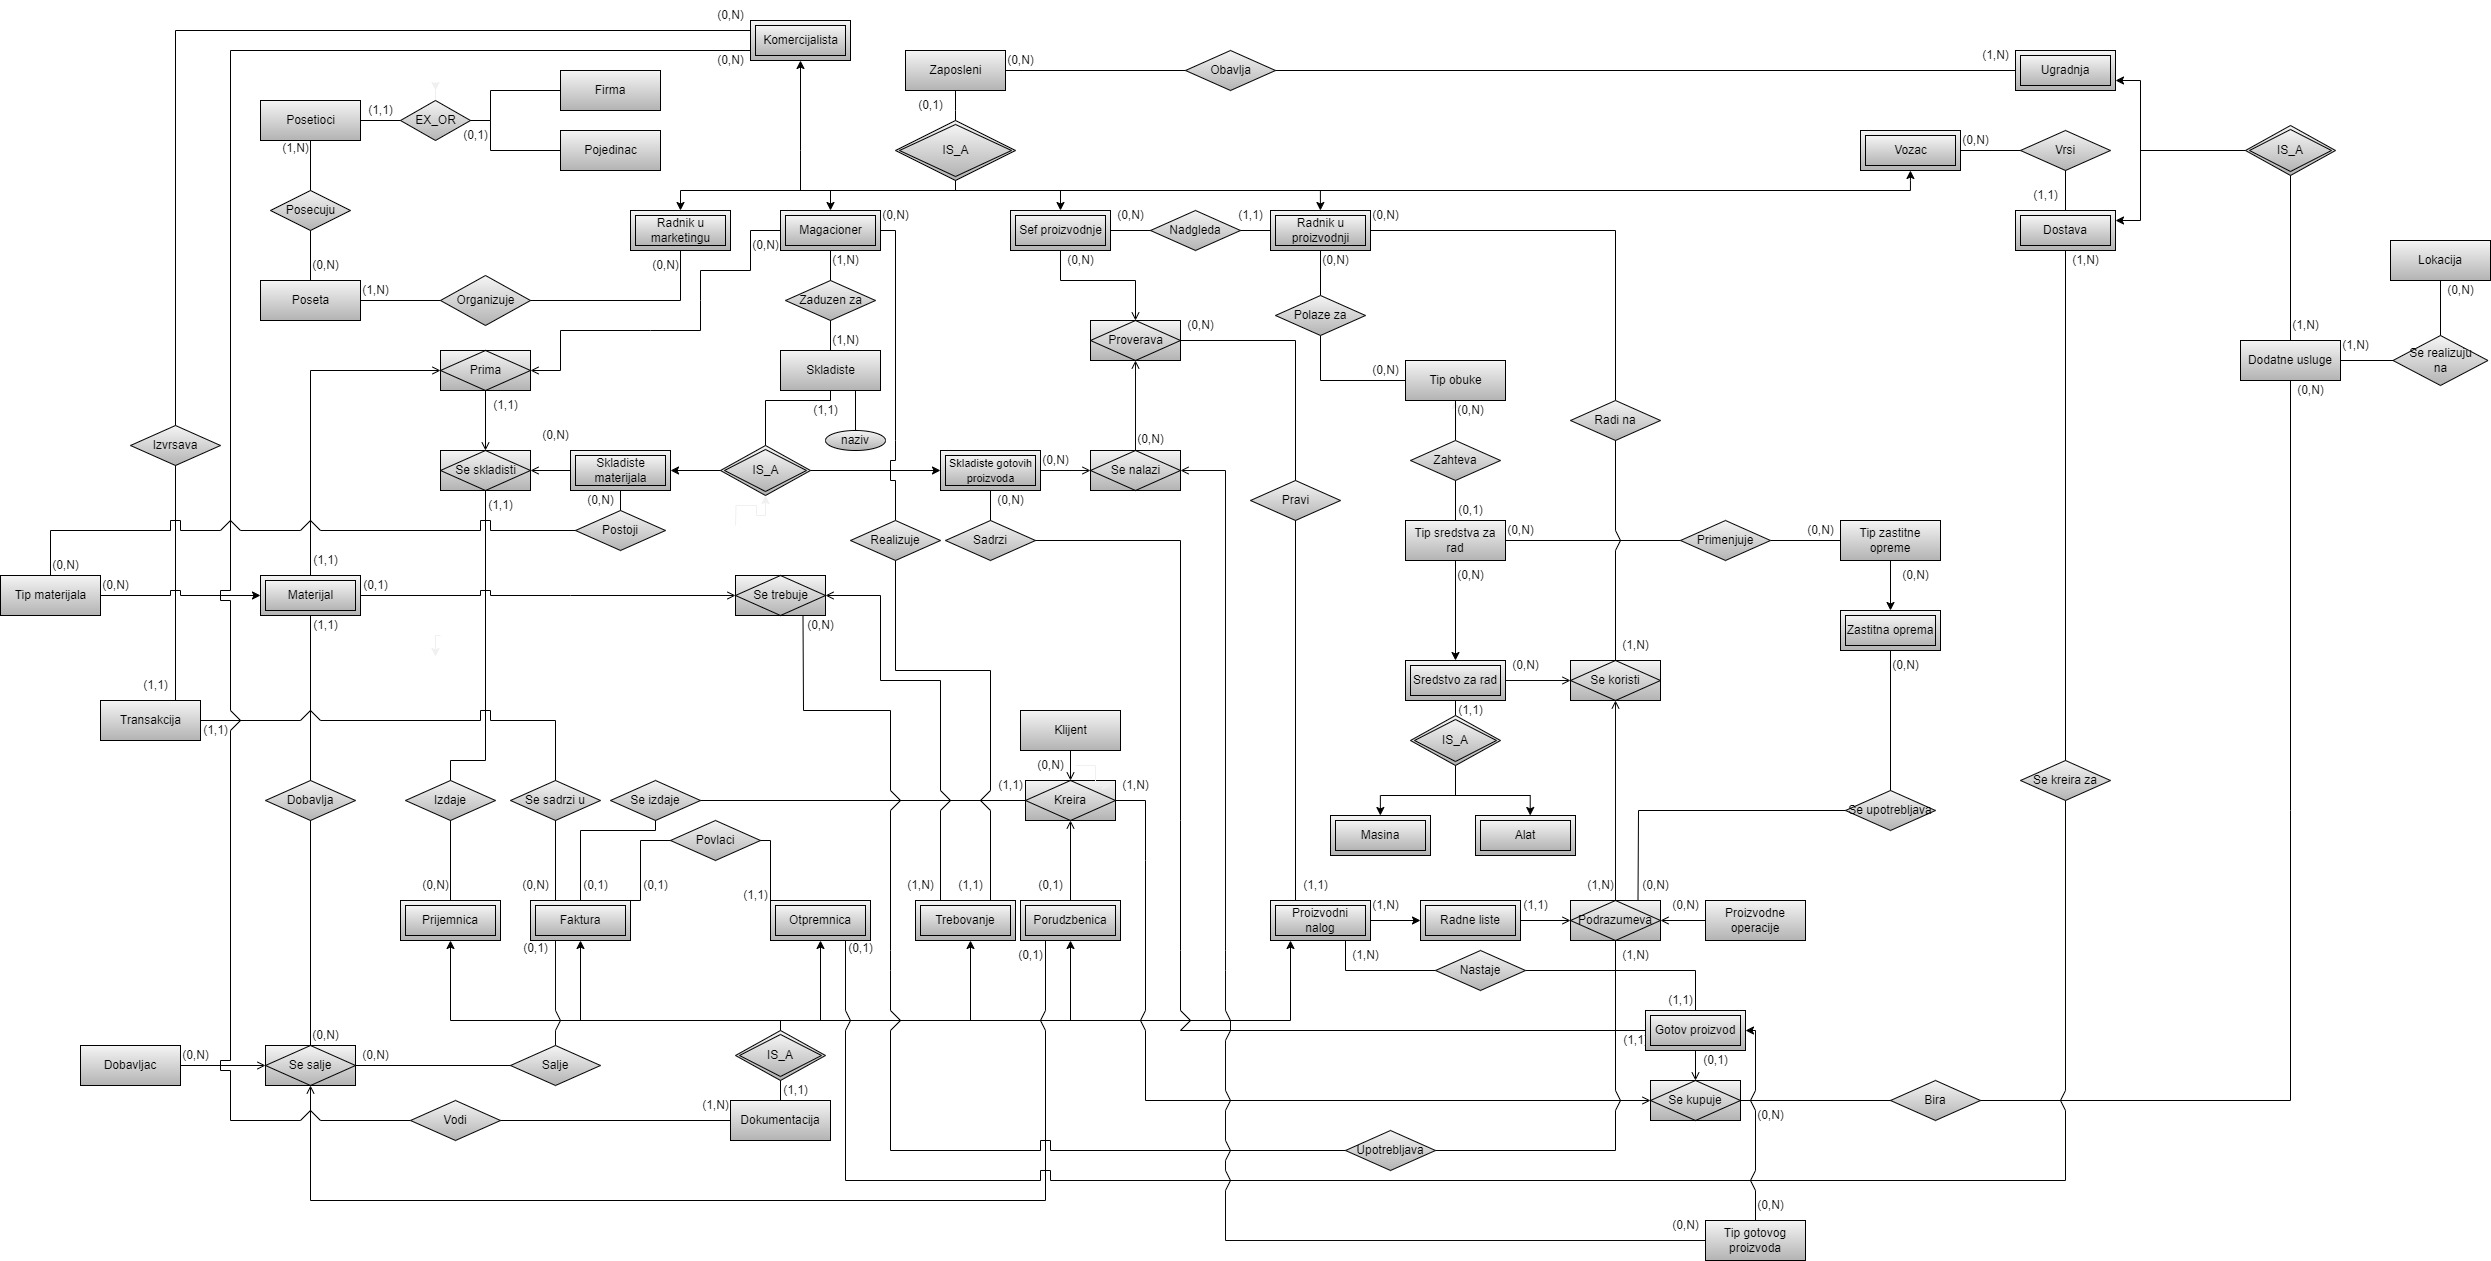 (0,N)
Komercijalista
(0,N)
Zaposleni
(0,N)
Obavlja
(1,N)
Ugradnja
Firma
(0,1)
Posetioci
(1,1)
EX_OR
(0,1)
Pojedinac
(1,N)
IS_A
Vozac
(0,N)
Vrsi
IS_A
(1,1)
Posecuju
Radnik u
marketingu
Magacioner
(0,N)
Sef proizvodnje
(0,N)
Nadgleda
(1,1)
Radnik u
proizvodnji
(0,N)
Dostava
(0,N)
(0,N)
(0,N)
(1,N)
(0,N)
(0,N)
(1,N)
Lokacija
(0,N)
Poseta
(1,N)
Organizuje
Zaduzen za
Polaze za
Proverava
(0,N)
(1,N)
(1,N)
Prima
Skladiste
(0,N)
Tip obuke
Dodatne usluge
(1,N)
Se realizuju
na
(0,N)
(1,1)
(1,1)
(0,N)
Radi na
Izvrsava
(0,N)
naziv
(0,N)
Se skladisti
Skladiste
materijala
IS_A
Skladiste gotovih
proizvoda
(0,N)
Se nalazi
Zahteva
(1,1)
(0,N)
(0,N)
Pravi
(0,1)
Postoji
Realizuje
Sadrzi
Tip sredstva za
rad
(0,N)
Primenjuje
(0,N)
Tip zastitne
opreme
(0,N)
(1,1)
(0,N)
(0,N)
Tip materijala
(0,N)
Materijal
(0,1)
Se trebuje
(1,1)
(0,N)
Zastitna oprema
(1,N)
(0,N)
(1,1)
Sredstvo za rad
(0,N)
Se koristi
(1,1)
Transakcija
(1,1)
Klijent
IS_A
(0,N)
Se kreira za
Dobavlja
Izdaje
Se sadrzi u
Se izdaje
(1,1)
Kreira
(1,N)
Se upotrebljava
Povlaci
Masina
Alat
(0,N)
(0,N)
(0,1)
(0,1)
(1,1)
(1,N)
(1,1)
(0,1)
(1,1)
(1,N)
(0,N)
Prijemnica
Faktura
Otpremnica
Trebovanje
Porudzbenica
Proizvodni
nalog
(1,N)
Radne liste
(1,1)
Podrazumeva
(0,N)
Proizvodne
operacije
(0,1)
(0,1)
(0,1)
(1,N)
(1,N)
Nastaje
(1,1)
(0,N)
Gotov proizvod
(1,1
Dobavljac
(0,N)
Se salje
(0,N)
Salje
IS_A
(0,1)
(1,1)
(1,N)
Vodi
Dokumentacija
Se kupuje
(0,N)
Bira
Upotrebljava
(0,N)
(0,N)
Tip gotovog
proizvoda